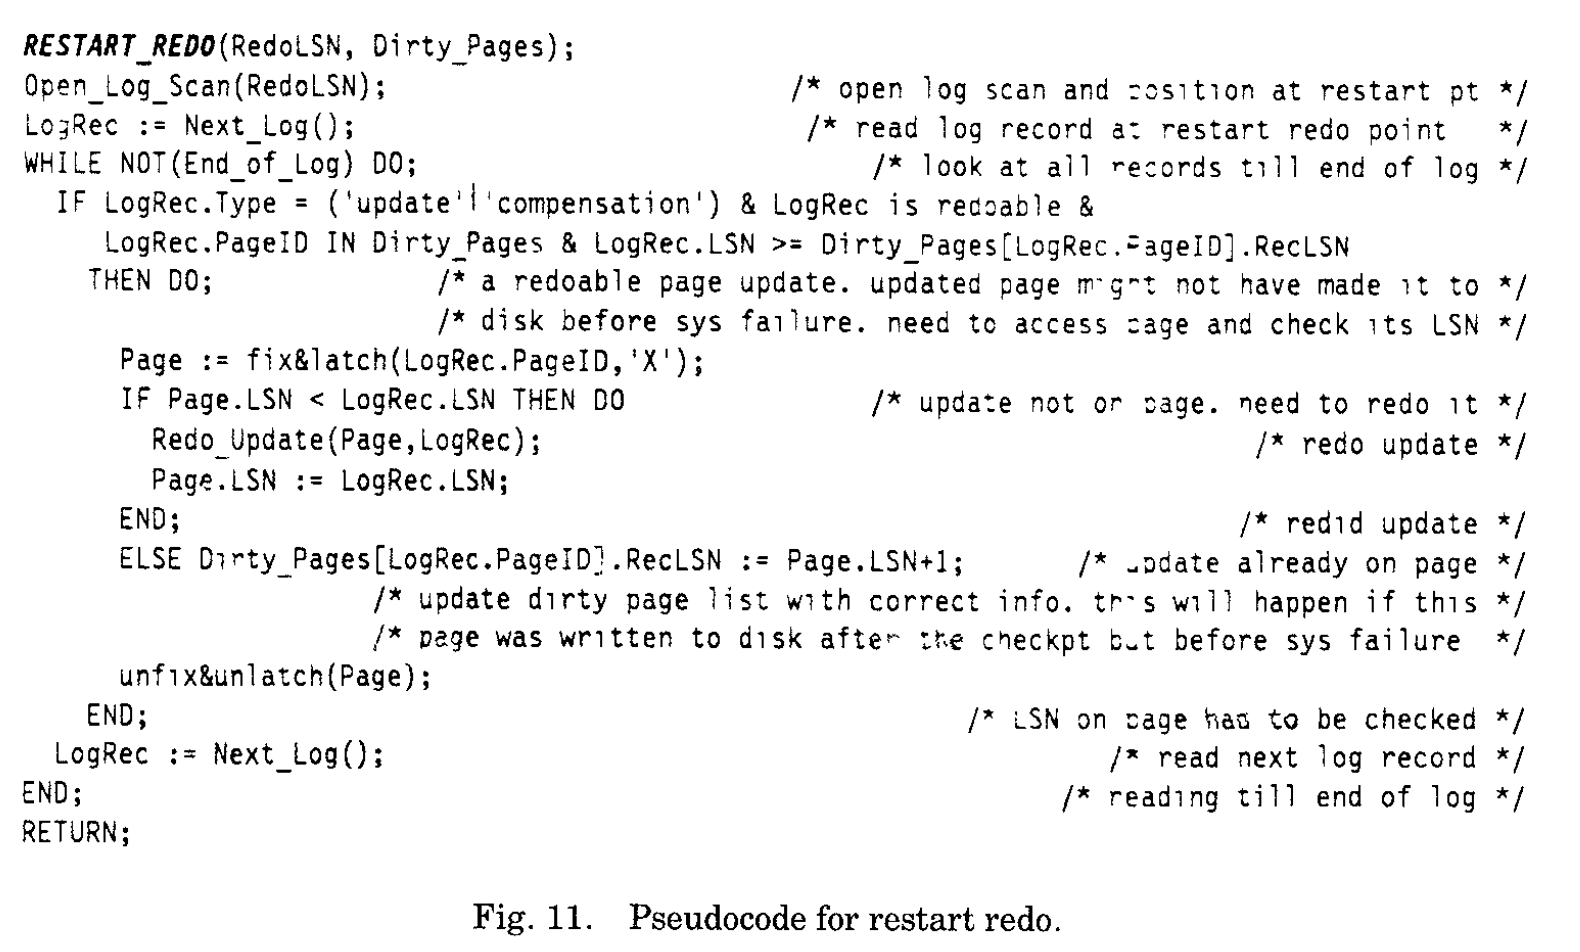 RESTART_REDO(RedoLSN, Dirty_Pages);
Open_Log_Scan(RedoLSN); /* open log scan and position at restart pt */
LogRec := Next_Log(); /* read log record at restart redo point */
WHILE NOT(End_of_Log) DO; /* look at all records till end of log */
IF LogRec.Type = ('update'|'compensation') & LogRec is redoable &
LogRec.PageID IN Dirty_Pages & LogRec.LSN >= Dirty_Pages[LogRec.PageID].RecLSN
THEN DO; /* a redoable page update. updated page might not have made it to */
/* disk before sys failure. need to access page and check its LSN */
Page := fix&latch(LogRec.PageID,'X');
IF Page.LSN < LogRec.LSN THEN DO /* update not on page. need to redo it */
Redo_Update(Page,LogRec); /* redo update */
Page.LSN := LogRec.LSN;
END; /* redid update */
ELSE Dirty_Pages[LogRec.PageID].RecLSN := Page.LSN+1; /* update already on page */
/* update dirty page list with correct info. this will happen if this */
/* page was written to disk after the checkpt but before sys failure */
unfix&unlatch(Page);
END; /* LSN on page has to be checked */
LogRec := Next_Log(); /* read next log record */
END; /* reading till end of log */
RETURN;
Fig. 11. Pseudocode for restart redo.